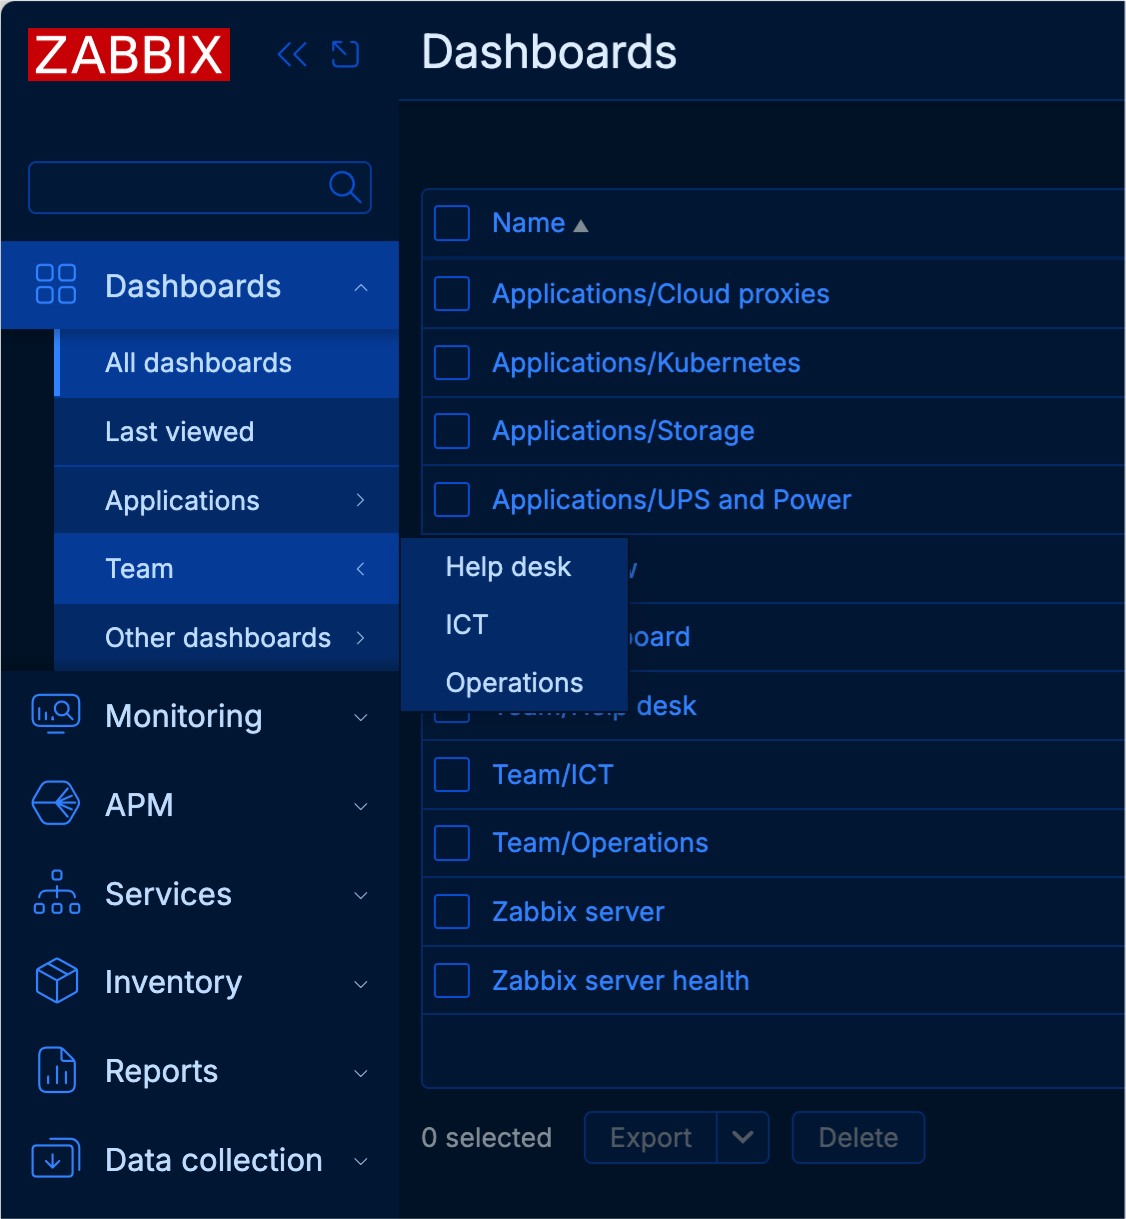 ZABBIX
Dashboards
Dashboards
All dashboards
Last viewed
Applications
Team
Other dashboards
Help desk
ICT
Operations
Monitoring
APM
Services
Inventory
Reports
Data collection
Name
Applications/Cloud proxies
Applications/Kubernetes
Applications/Storage
Applications/UPS and Power
desk
Team/ICT
Team/Operations
Zabbix server
Zabbix server health
0 selected
Export
Delete